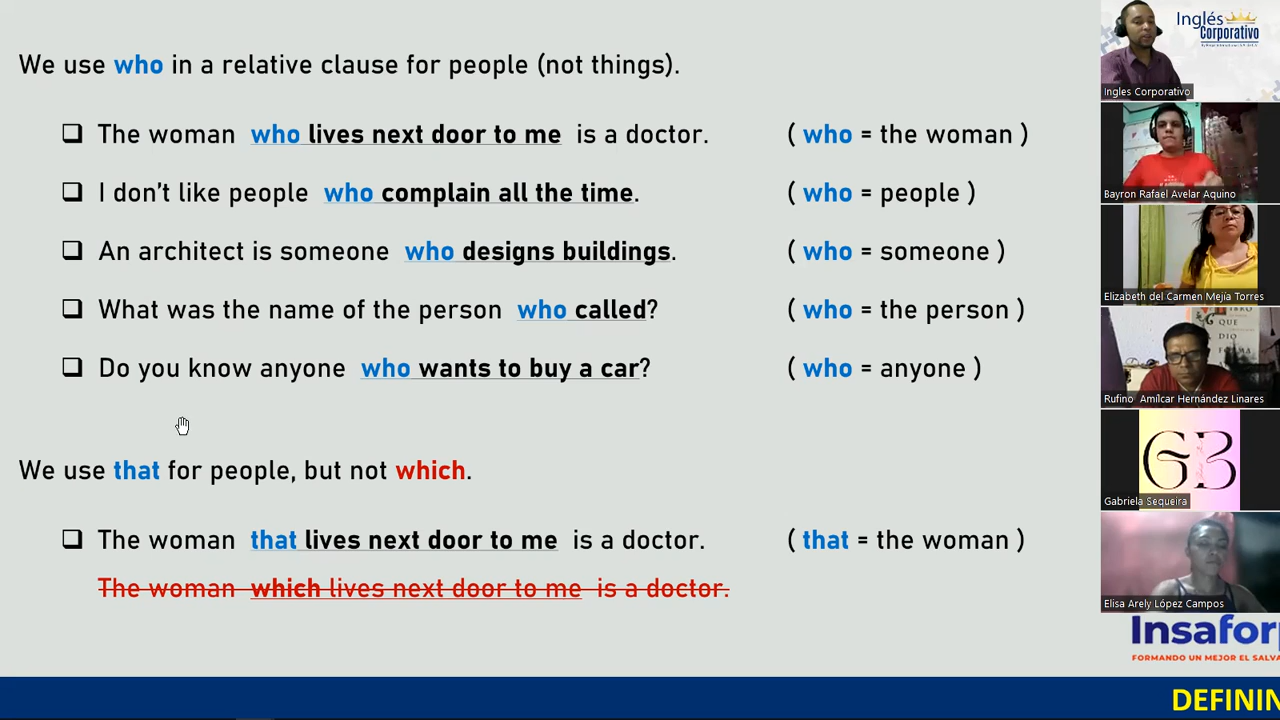 We use who in a relative clause for people (not things).
❑ The woman who lives next door to me is a doctor. ( who = the woman )
❑ I don't like people who complain all the time. ( who = people )
❑ An architect is someone who designs buildings. ( who = someone )
❑ What was the name of the person who called? ( who = the person )
❑ Do you know anyone who wants to buy a car? ( who = anyone )
We use that for people, but not which.
❑ The woman that lives next door to me is a doctor. ( that = the woman )
The woman which lives next door to me is a doctor.
Inglés
Corporativo
Ingles Corporativo
Bayron Rafael Avelar Aquino
Elizabeth del Carmen Mejía Torres
QUE
DIO
Rufino Amílcar Hernández Linares
GB
Gabriela Sequeira
Elisa Arely López Campos
Insafor
FORMANDO UN MEJOR EL SALVA
DEFININ